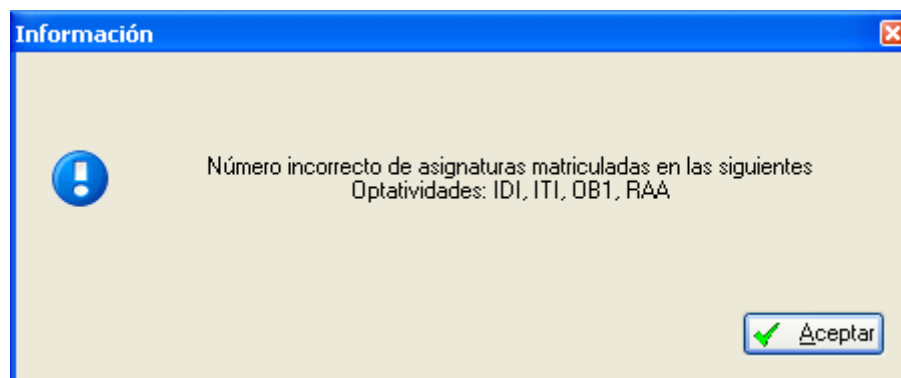 Información
Número incorrecto de asignaturas matriculadas en las siguientes
Optatividades: IDI, ITI, OB1, RAA
Aceptar